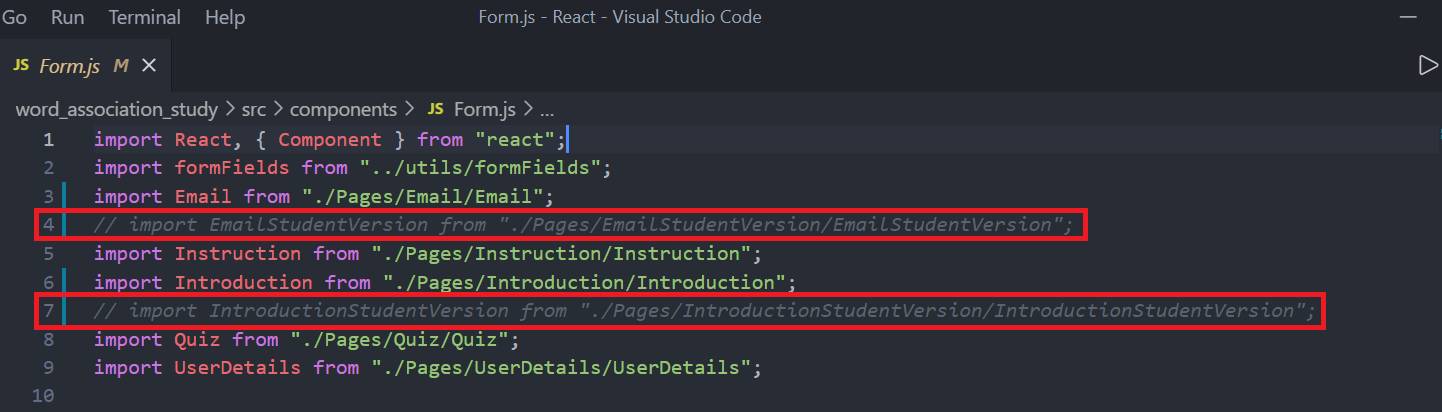 Go Run Terminal Help Form.js - React - Visual Studio Code
JS Form.js M
word_association_study > src > components > JS Form.js > ...
1 import React, { Component } from "react";
2 import formFields from "../utils/formFields";
3 import Email from "./Pages/Email/Email";
4 // import EmailStudentVersion from "./Pages/EmailStudentVersion/EmailStudentVersion";
5 import Instruction from "./Pages/Instruction/Instruction";
6 import Introduction from "./Pages/Introduction/Introduction";
7 // import IntroductionStudentVersion from "./Pages/IntroductionStudentVersion/IntroductionStudentVersion";
8 import Quiz from "./Pages/Quiz/Quiz";
9 import UserDetails from "./Pages/UserDetails/UserDetails";
10